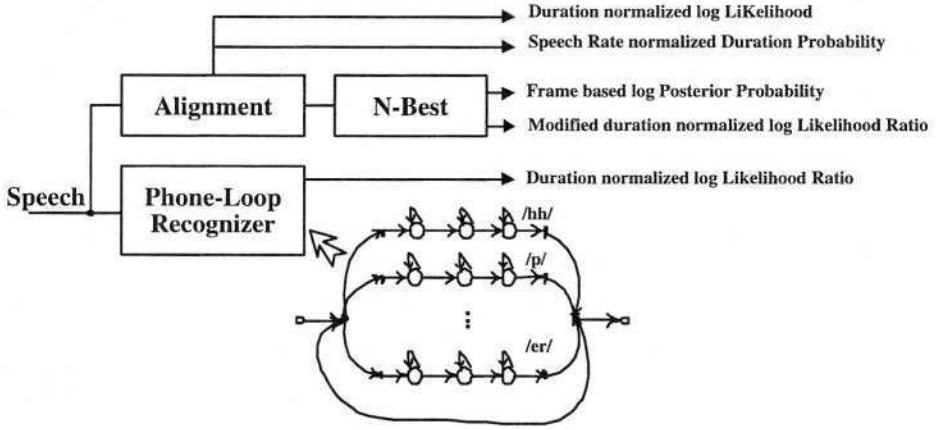 Duration normalized log LiKelihood
Speech Rate normalized Duration Probability
Alignment
N-Best
Frame based log Posterior Probability
Modified duration normalized log Likelihood Ratio
Speech
Phone-Loop
Recognizer
Duration normalized log Likelihood Ratio
/hh/
/p/
⋮
/er/